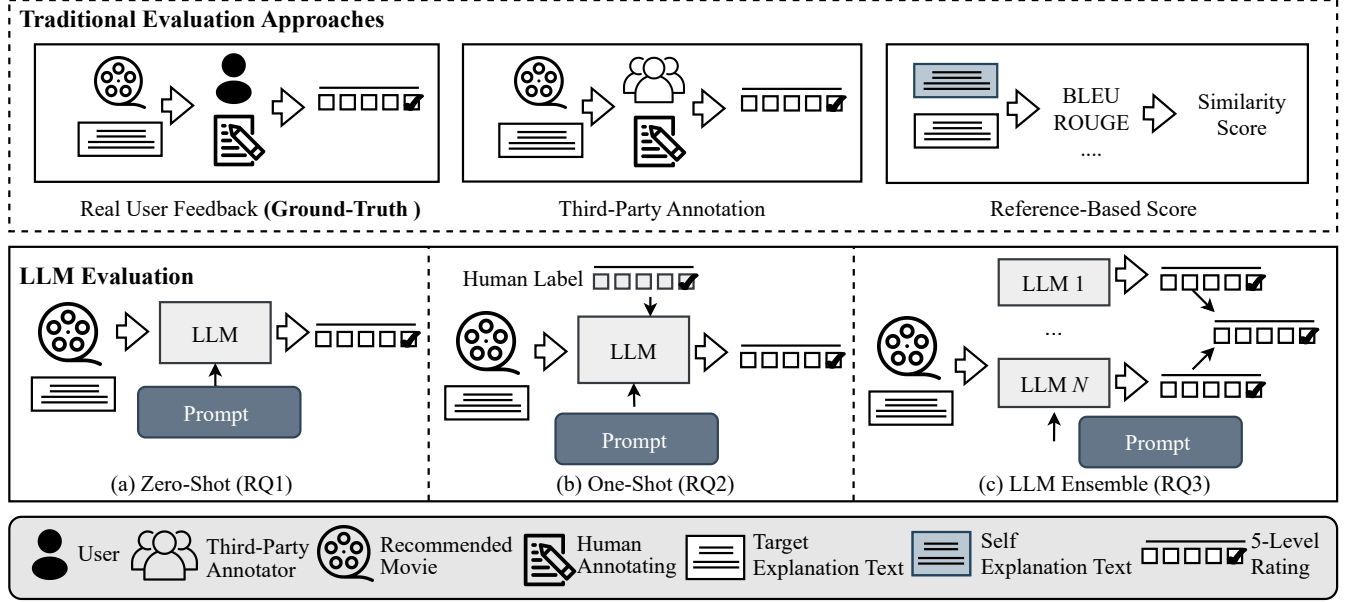 Traditional Evaluation Approaches
BLEU
ROUGE
....
Similarity
Score
Real User Feedback (Ground-Truth )
Third-Party Annotation
Reference-Based Score
LLM Evaluation
LLM
Prompt
(a) Zero-Shot (RQ1)
Human Label
LLM
Prompt
(b) One-Shot (RQ2)
LLM 1
...
LLM N
Prompt
(c) LLM Ensemble (RQ3)
User
Third-Party
Annotator
Recommended
Movie
Human
Annotating
Target
Explanation Text
Self
Explanation Text
5-Level
Rating